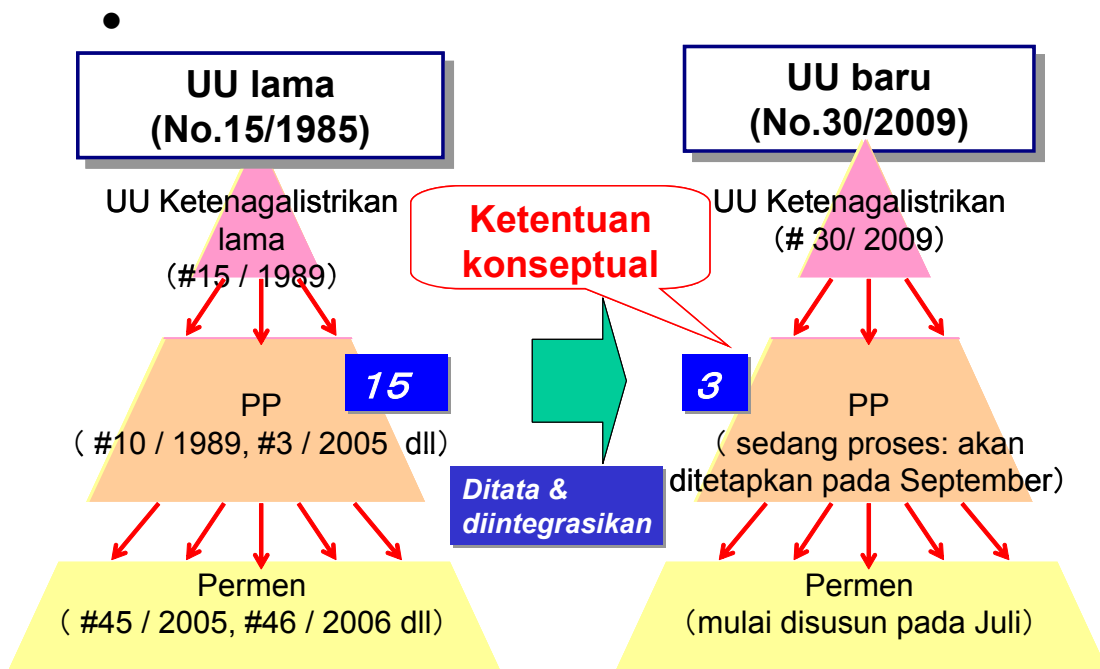 ●
UU lama
(No.15/1985)
UU Ketenagalistrikan
lama
(#15 / 1989)
15
PP
( #10 / 1989, #3 / 2005 dll)
Permen
( #45 / 2005, #46 / 2006 dll)
Ketentuan
konseptual
Ditata &
diintegrasikan
UU baru
(No.30/2009)
UU Ketenagalistrikan
(# 30/ 2009)
3
PP
( sedang proses: akan
ditetapkan pada September)
Permen
(mulai disusun pada Juli)